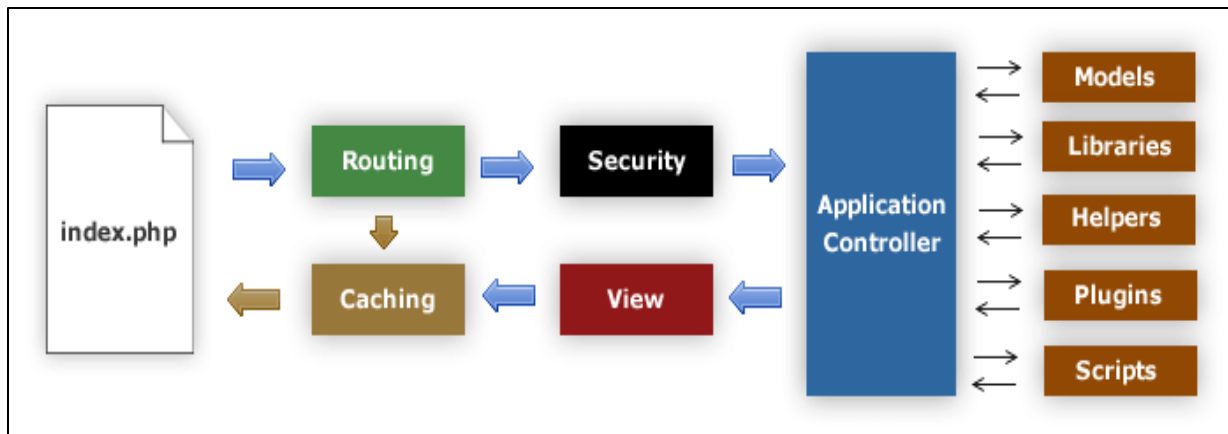 index.php
Routing
Security
Application
Controller
Caching
View
Models
Libraries
Helpers
Plugins
Scripts